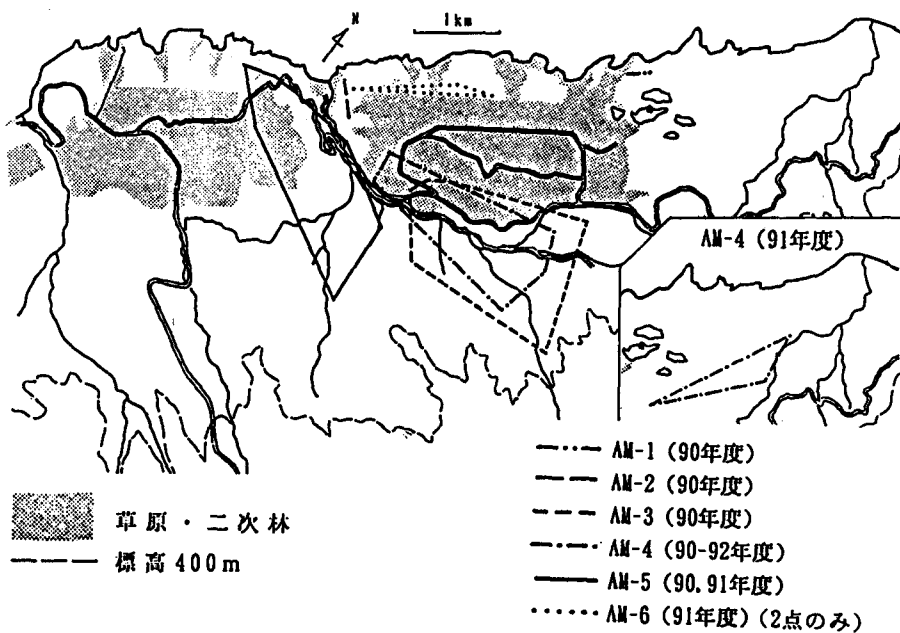 N
1km
AM-4 (91年度)
AM-1 (90年度)
AM-2 (90年度)
AM-3 (90年度)
AM-4 (90-92年度)
AM-5 (90.91年度)
AM-6 (91年度) (2点のみ)
草原・二次林
標高400m